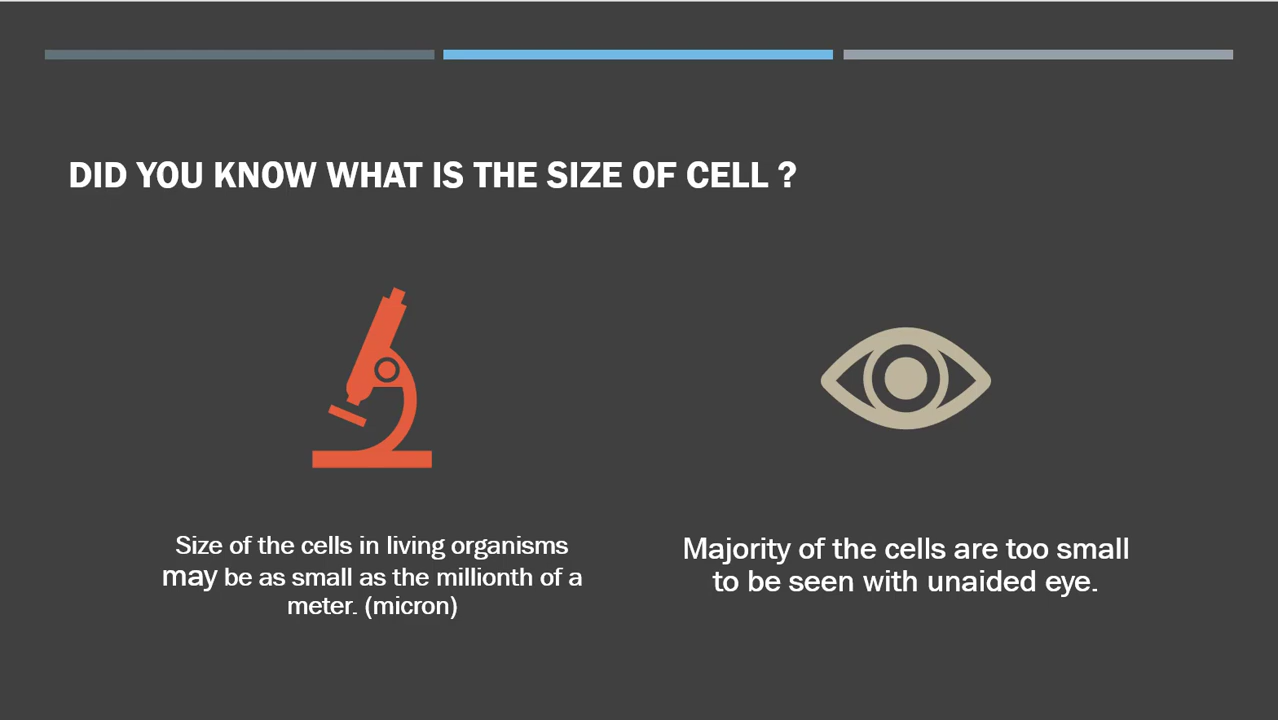 DID YOU KNOW WHAT IS THE SIZE OF CELL ?
Size of the cells in living organisms
may be as small as the millionth of a
meter. (micron)
Majority of the cells are too small
to be seen with unaided eye.